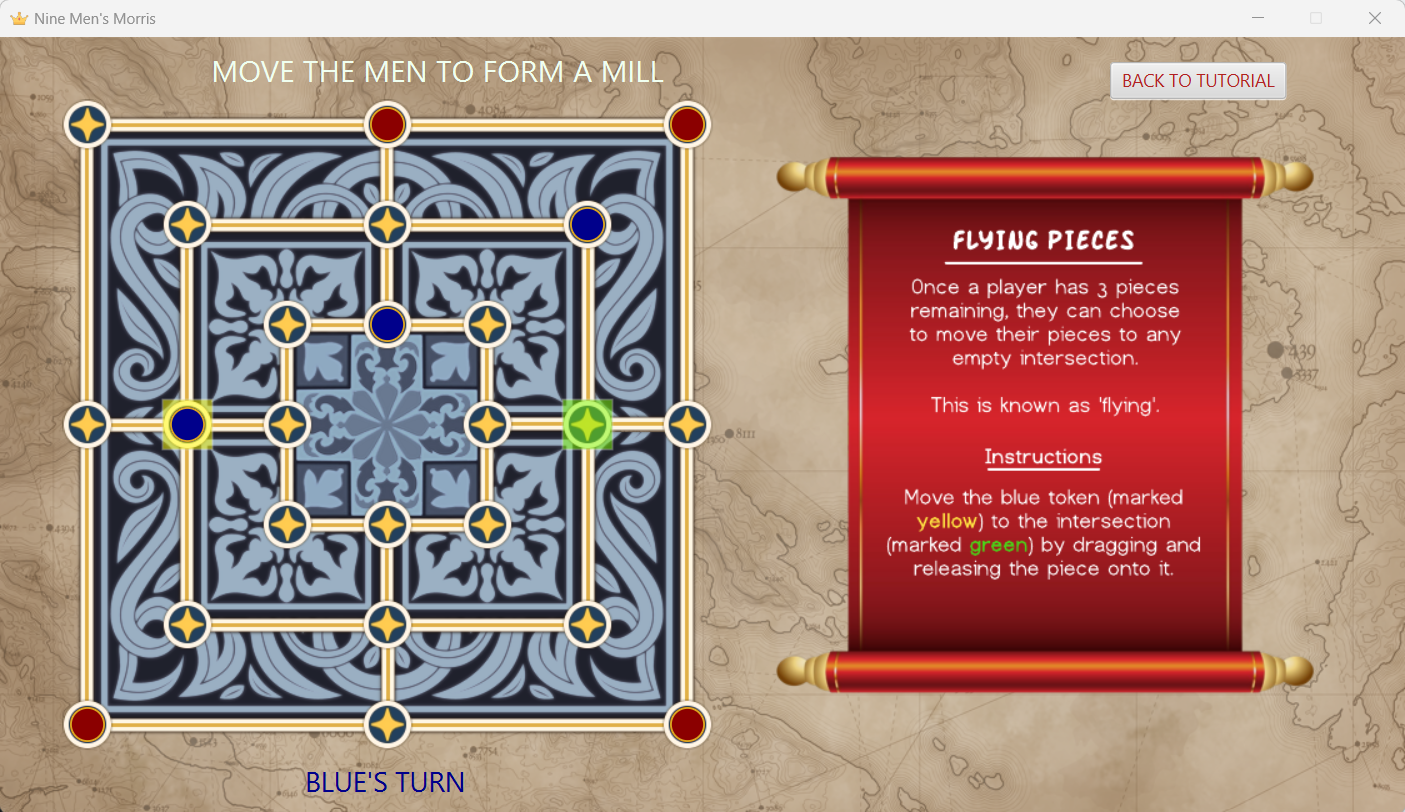 Nine Men's Morris
MOVE THE MEN TO FORM A MILL
BACK TO TUTORIAL
FLYING PIECES
Once a player has 3 pieces
remaining, they can choose
to move their pieces to any
empty intersection.
This is known as 'flying'.
Instructions
Move the blue token (marked
yellow) to the intersection
(marked green) by dragging and
releasing the piece onto it.
BLUE'S TURN